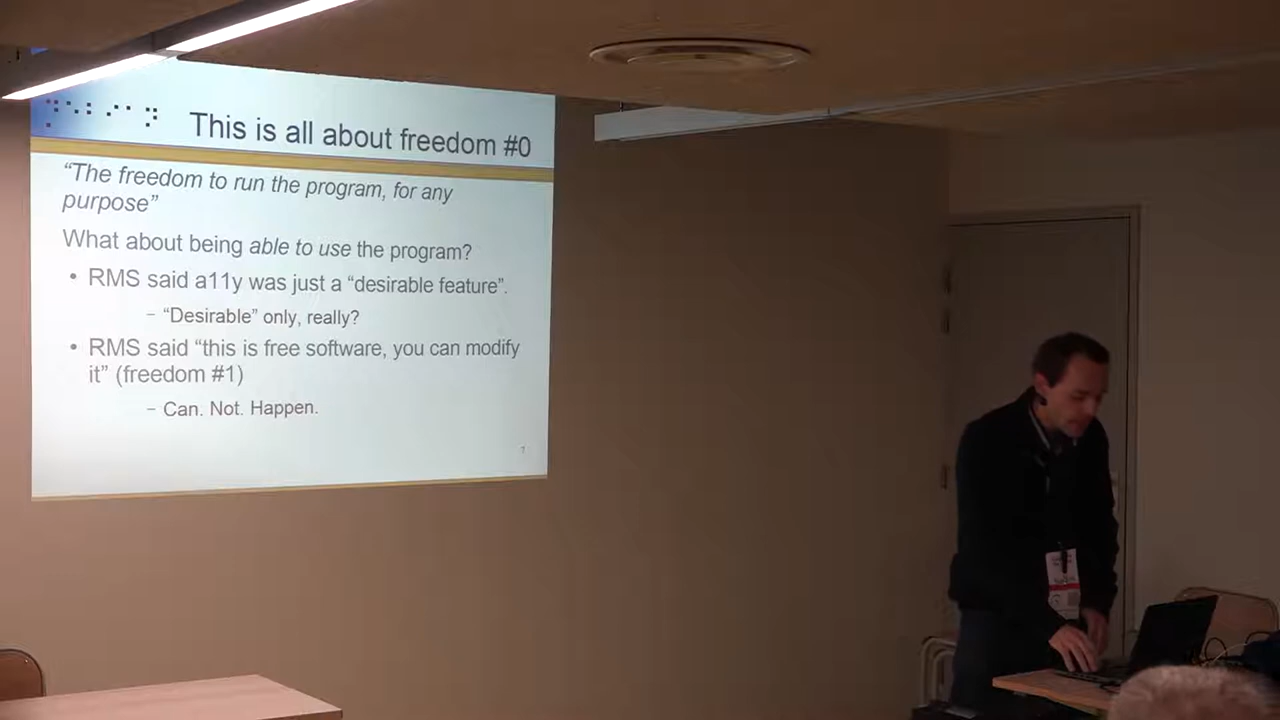 This is all about freedom #0
“The freedom to run the program, for any
purpose”
What about being able to use the program?
• RMS said a11y was just a “desirable feature”.
– “Desirable” only, really?
• RMS said “this is free software, you can modify
it” (freedom #1)
– Can. Not. Happen.
7